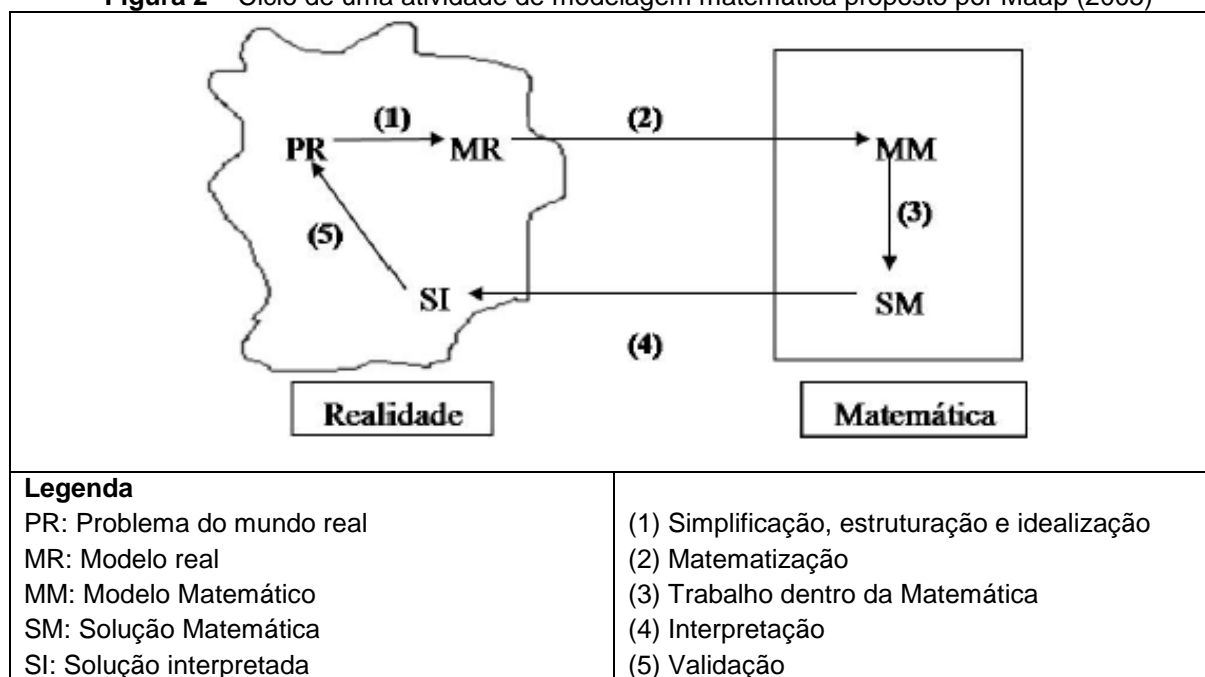 Figura 2 – Ciclo de uma atividade de modelagem matemática proposto por Maap
(1)
(2)
PR
MR
MM
(3)
(5)
SI
SM
(4)
Realidade
Matemática
Legenda
PR: Problema do mundo real
MR: Modelo real
MM: Modelo Matemático
SM: Solução Matemática
SI: Solução interpretada
(1) Simplificação, estruturação e idealização
(2) Matematização
(3) Trabalho dentro da Matemática
(4) Interpretação
(5) Validação